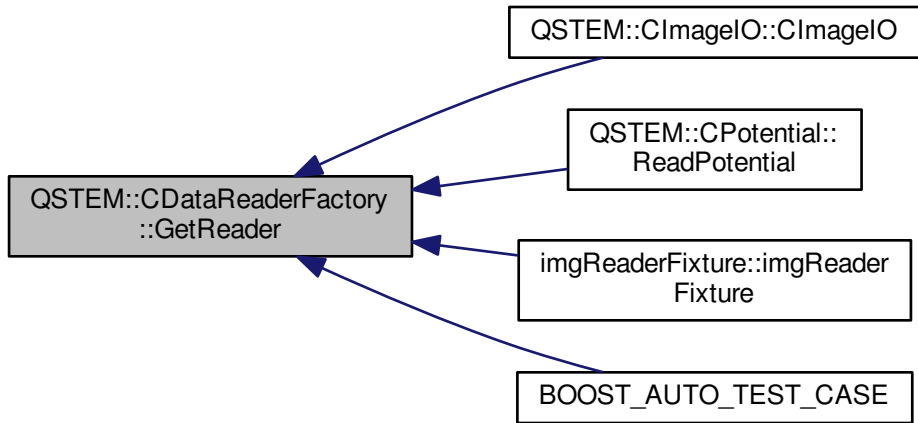 QSTEM::CImageIO::CImageIO
QSTEM::CPotential::
ReadPotential
QSTEM::CDataReaderFactory
::GetReader
imgReaderFixture::imgReader
Fixture
BOOST_AUTO_TEST_CASE